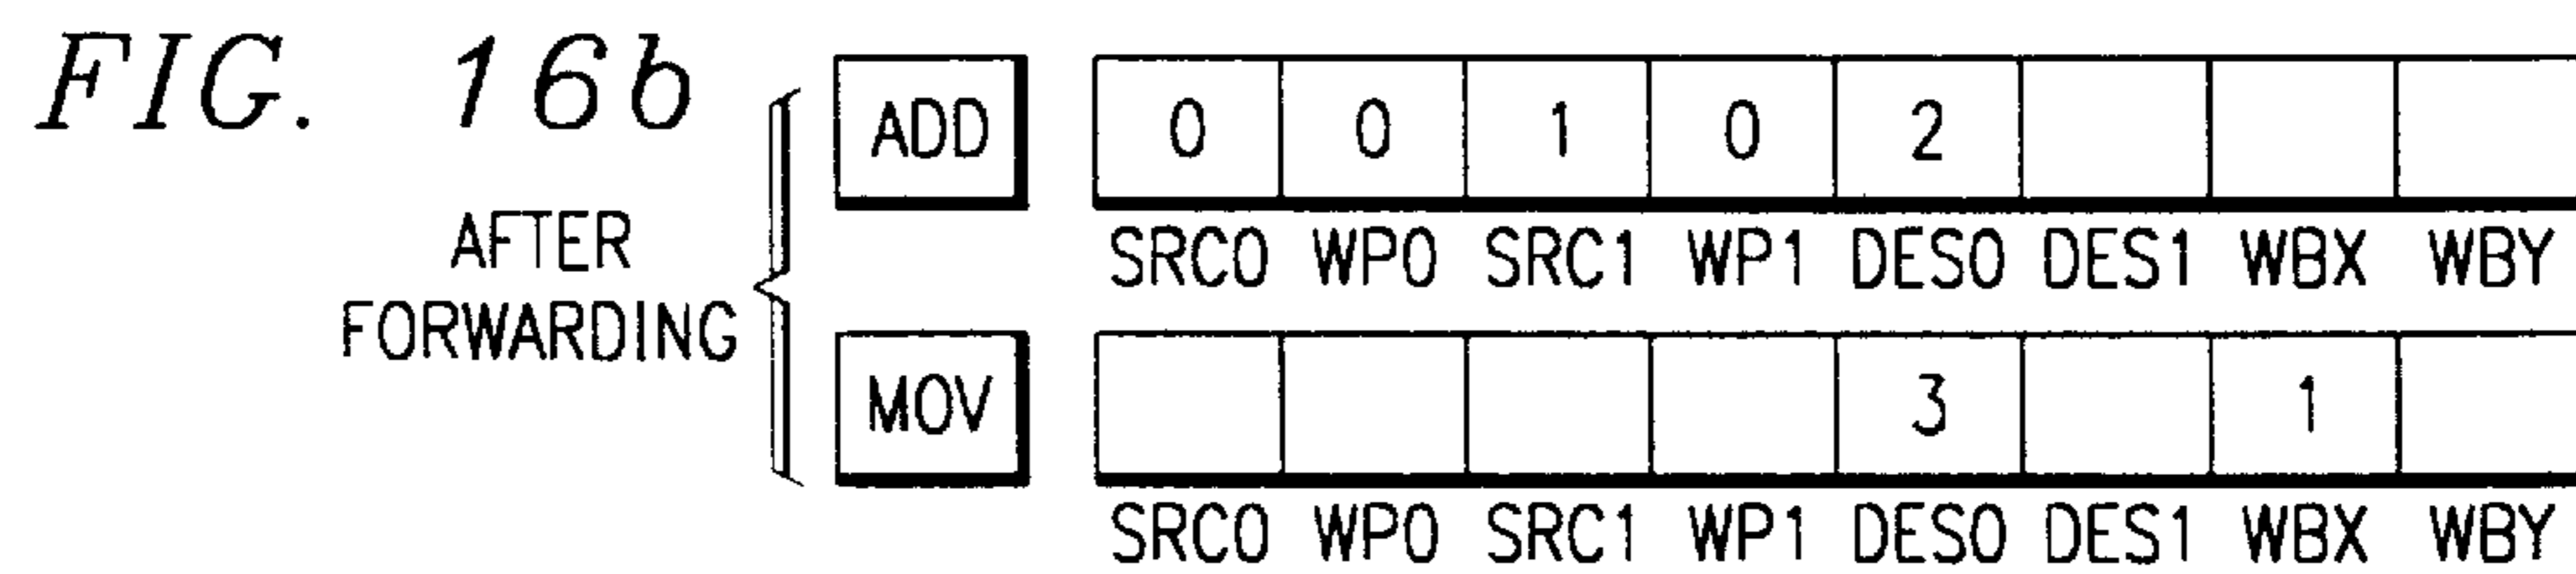 FIG. 16b
AFTER
FORWARDING
ADD 0 0 1 0 2
SRC0 WP0 SRC1 WP1 DES0 DES1 WBX WBY
MOV 3 1
SRC0 WP0 SRC1 WP1 DES0 DES1 WBX WBY